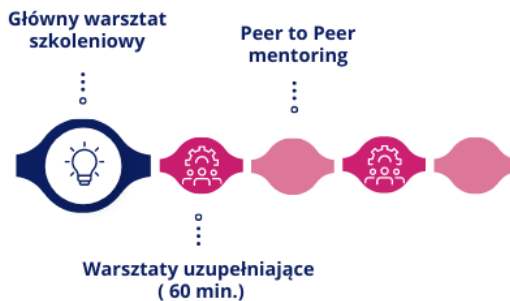 Główny warsztat
szkoleniowy
Peer to Peer
mentoring
Warsztaty uzupełniające
( 60 min.)